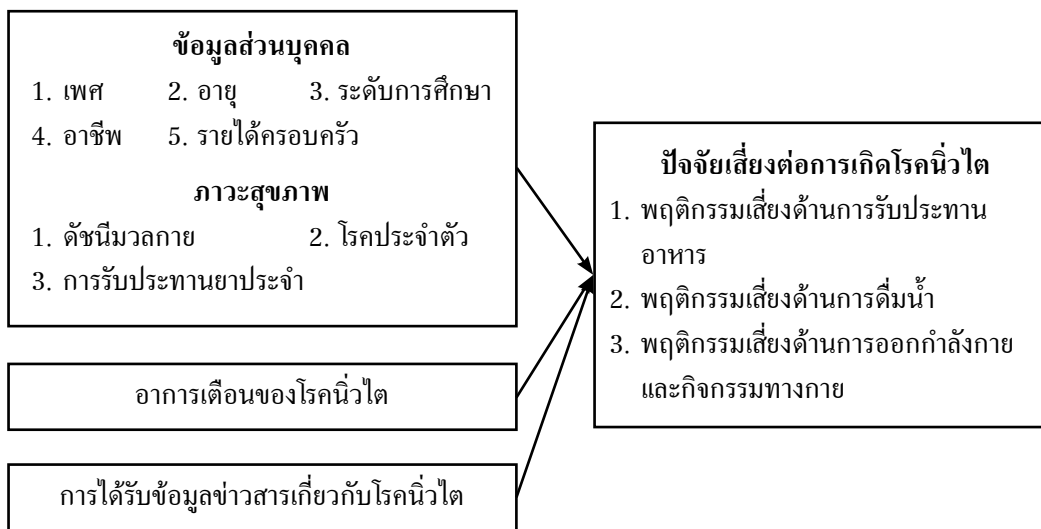 ข้อมูลส่วนบุคคล
1. เพศ 2. อายุ 3. ระดับการศึกษา
4. อาชีพ 5. รายได้ครอบครัว
ภาวะสุขภาพ
1. ดัชนีมวลกาย 2. โรคประจำตัว
3. การรับประทานยาประจำ
อาการเตือนของโรคนิ่วไต
การได้รับข้อมูลข่าวสารเกี่ยวกับโรคนิ่วไต
ปัจจัยเสี่ยงต่อการเกิดโรคนิ่วไต
1. พฤติกรรมเสี่ยงด้านการรับประทาน
อาหาร
2. พฤติกรรมเสี่ยงด้านการดื่มน้ำ
3. พฤติกรรมเสี่ยงด้านการออกกำลังกาย
และกิจกรรมทางกาย